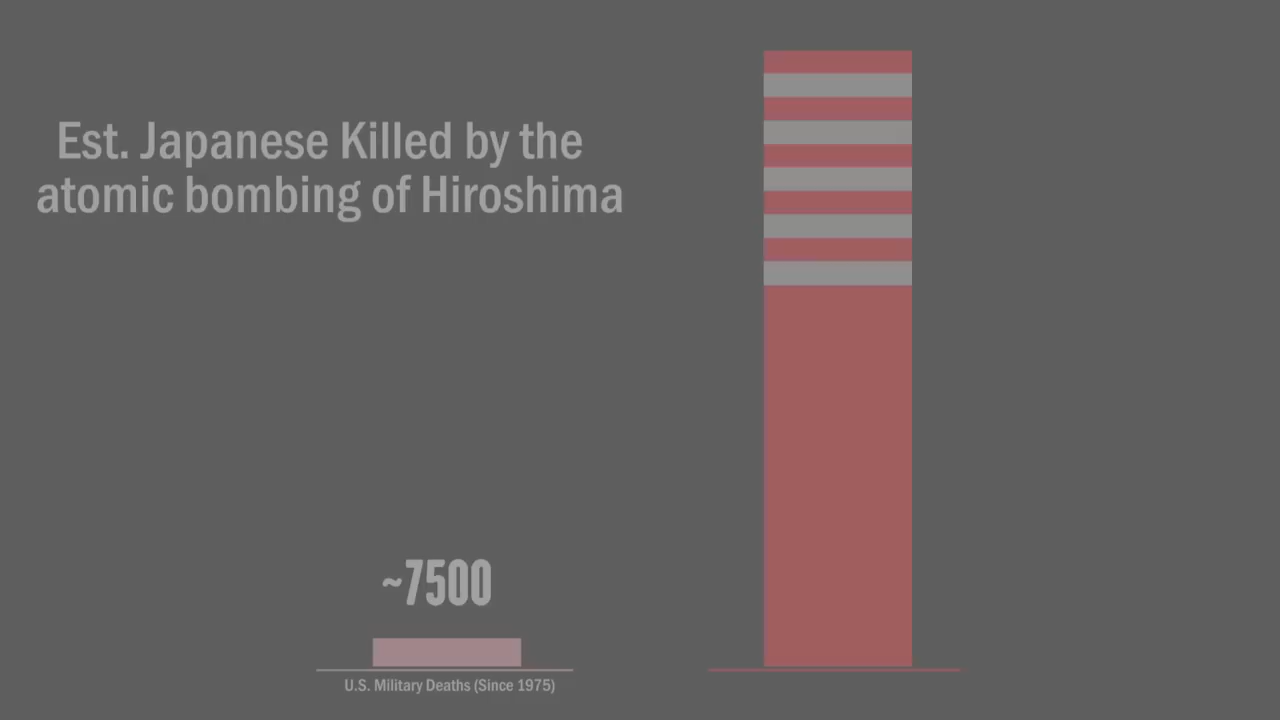 Est. Japanese Killed by the
atomic bombing of Hiroshima
~7500
U.S. Military Deaths (Since 1975)